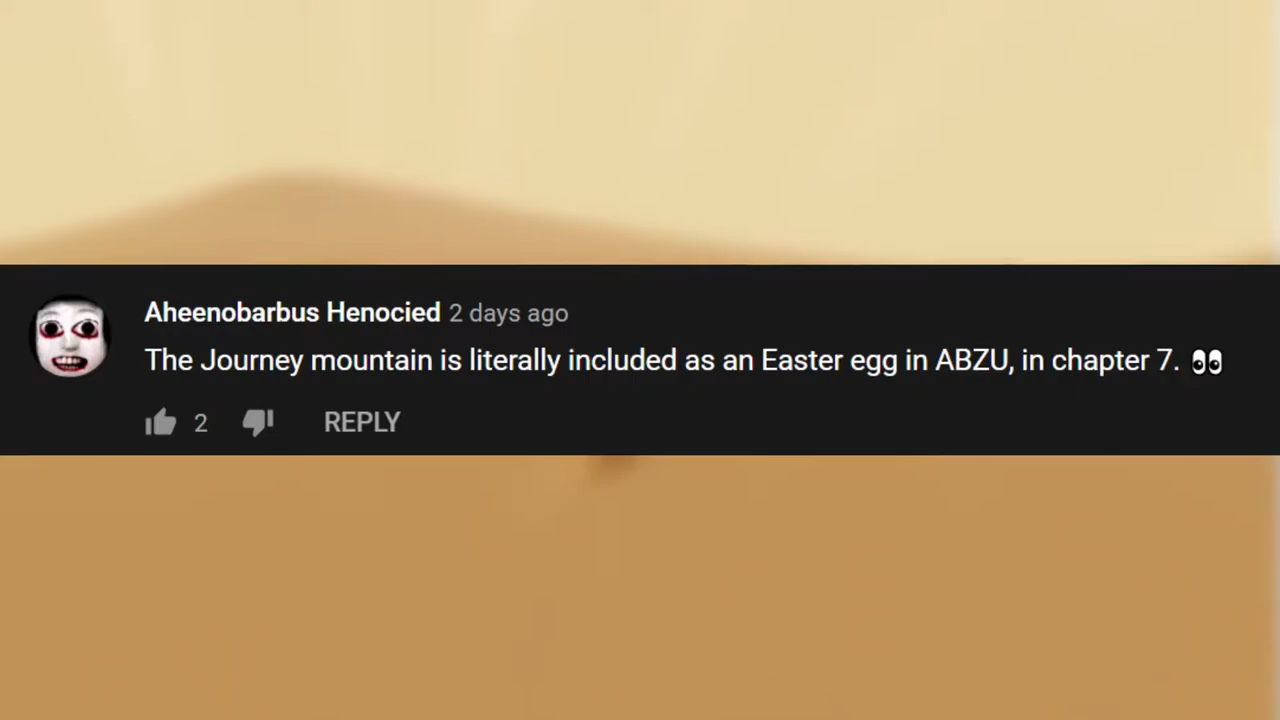 Aheenobarbus Henocied 2 days ago
The Journey mountain is literally included as an Easter egg in ABZU, in chapter 7. 👀
2 REPLY